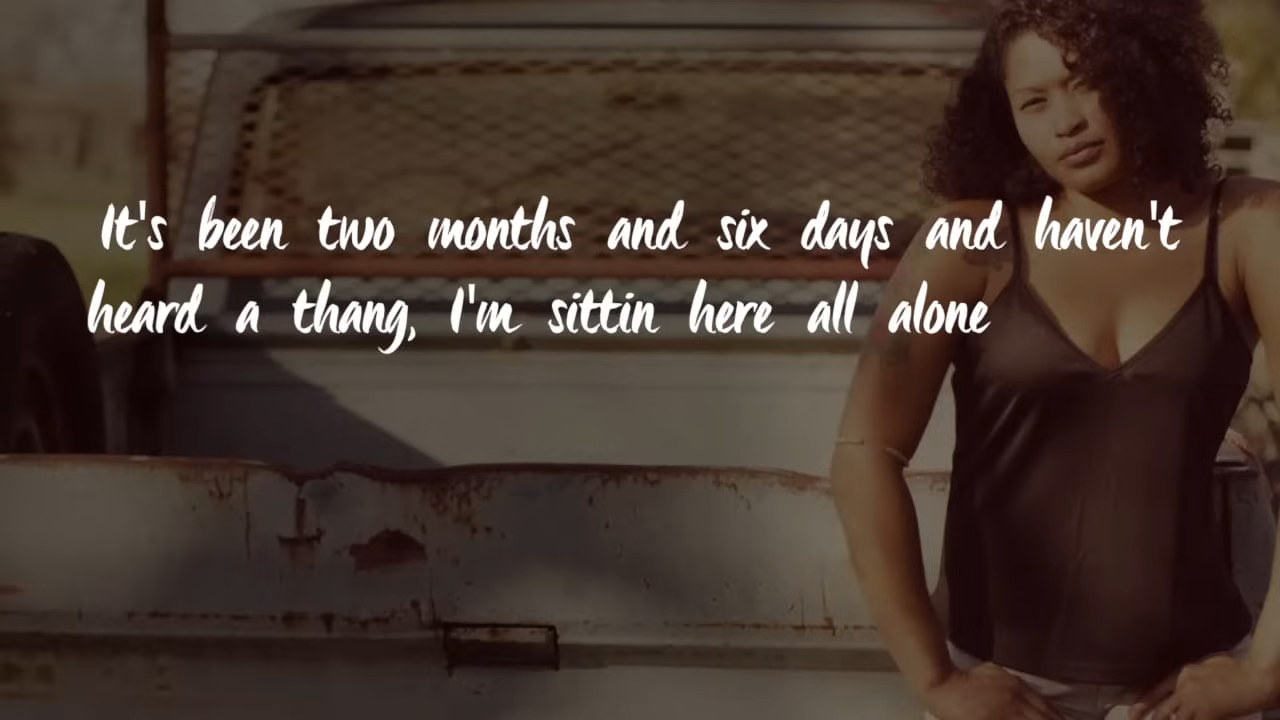 It's been two months and six days and haven't
heard a thang, I'm sittin here all alone